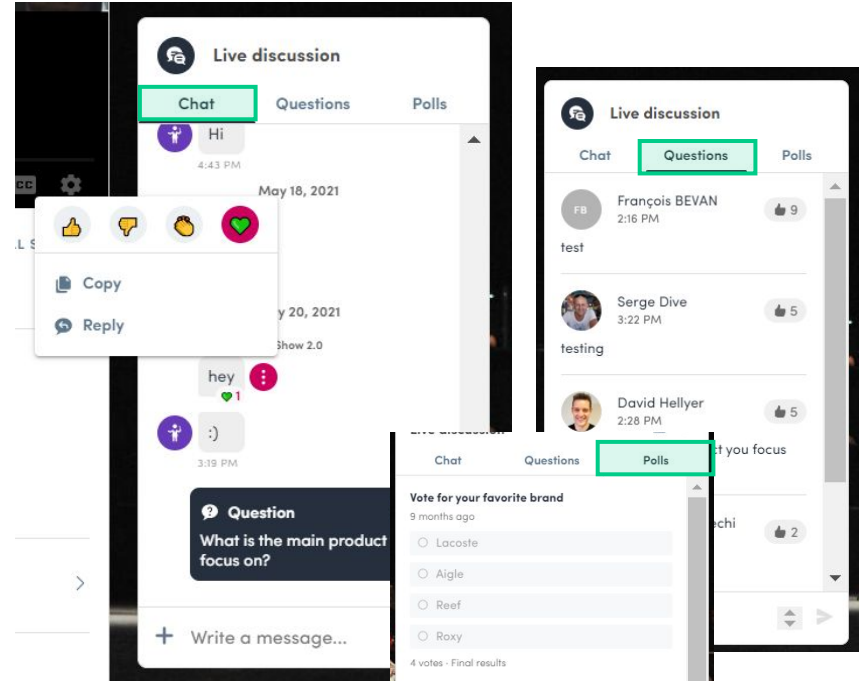 Live discussion
Chat Questions Polls
Hi
4:43 PM
May 18, 2021
CC
Copy
Reply
20, 2021
Show 2.0
hey
1
:)
3:19 PM
Question
What is the main product
focus on?
Write a message...
Live discussion
Chat Questions Polls
FB
François BEVAN
2:16 PM
9
test
Serge Dive
3:22 PM
5
testing
David Hellyer
2:28 PM
5
you focus
2
Live discussion
Chat Questions Polls
Vote for your favorite brand
9 months ago
Lacoste
Aigle
Reef
Roxy
4 votes · Final results